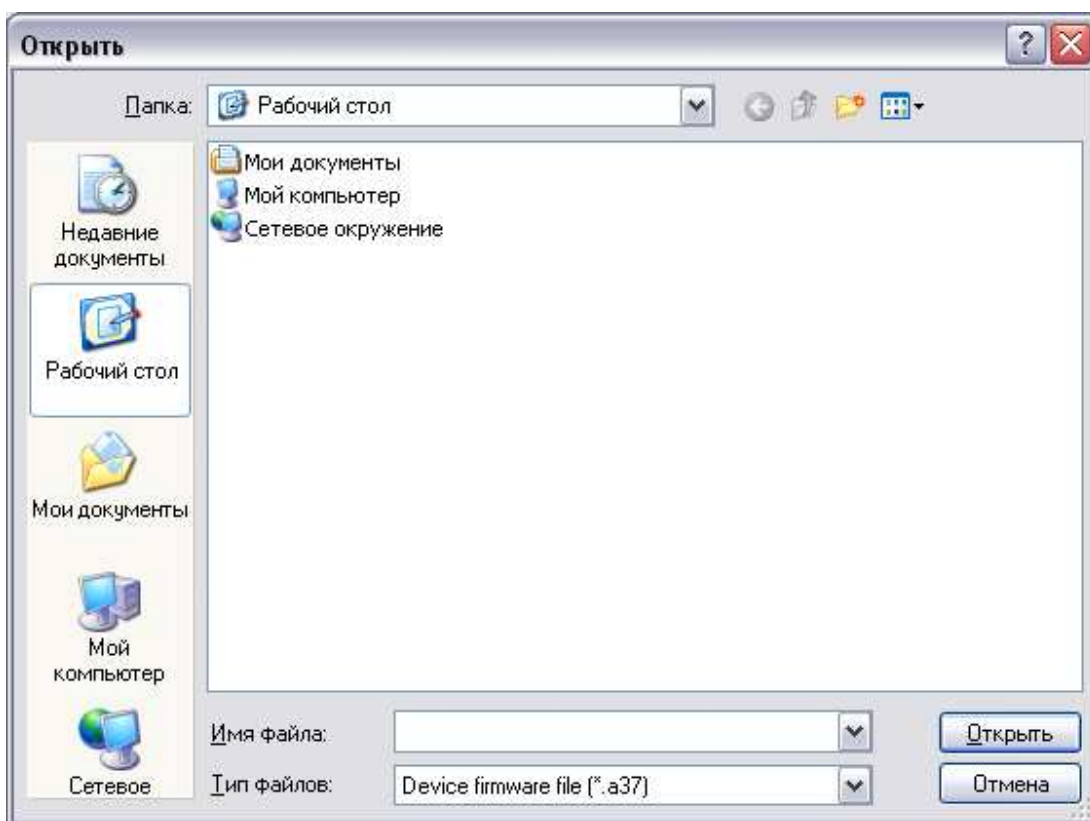 Открыть
Папка:
Рабочий стол
Мои документы
Мой компьютер
Сетевое окружение
Недавние
документы
Рабочий стол
Мои документы
Мой
компьютер
Сетевое
Имя файла:
Открыть
Тип файлов:
Device firmware file (*.a37)
Отмена